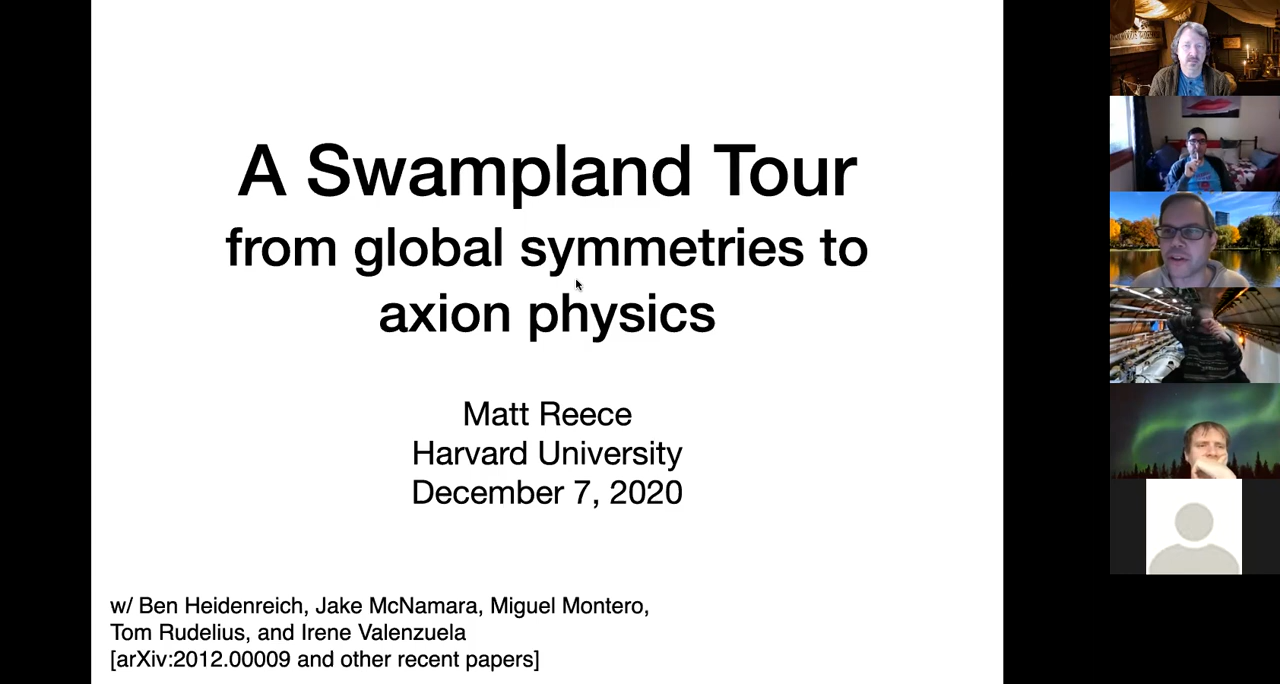 A Swampland Tour
from global symmetries to
axion physics
Matt Reece
Harvard University
December 7, 2020
w/ Ben Heidenreich, Jake McNamara, Miguel Montero,
Tom Rudelius, and Irene Valenzuela
[arXiv:2012.00009 and other recent papers]